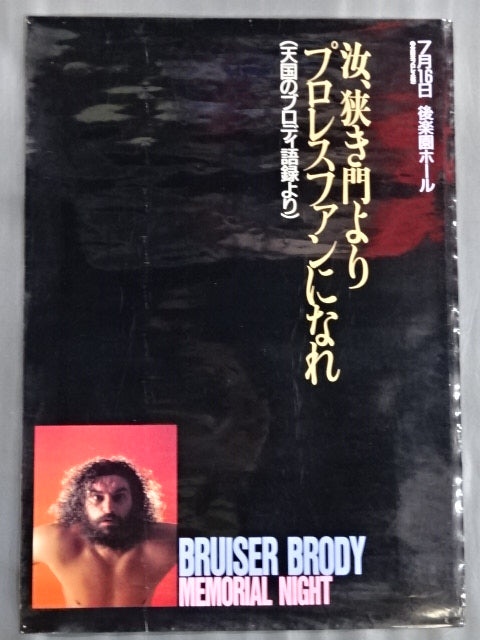 7月16日 後楽園ホール
汝、狭き門より
プロレスファンになれ
(天国のブロディ語録より)
BRUISER BRODY
MEMORIAL NIGHT